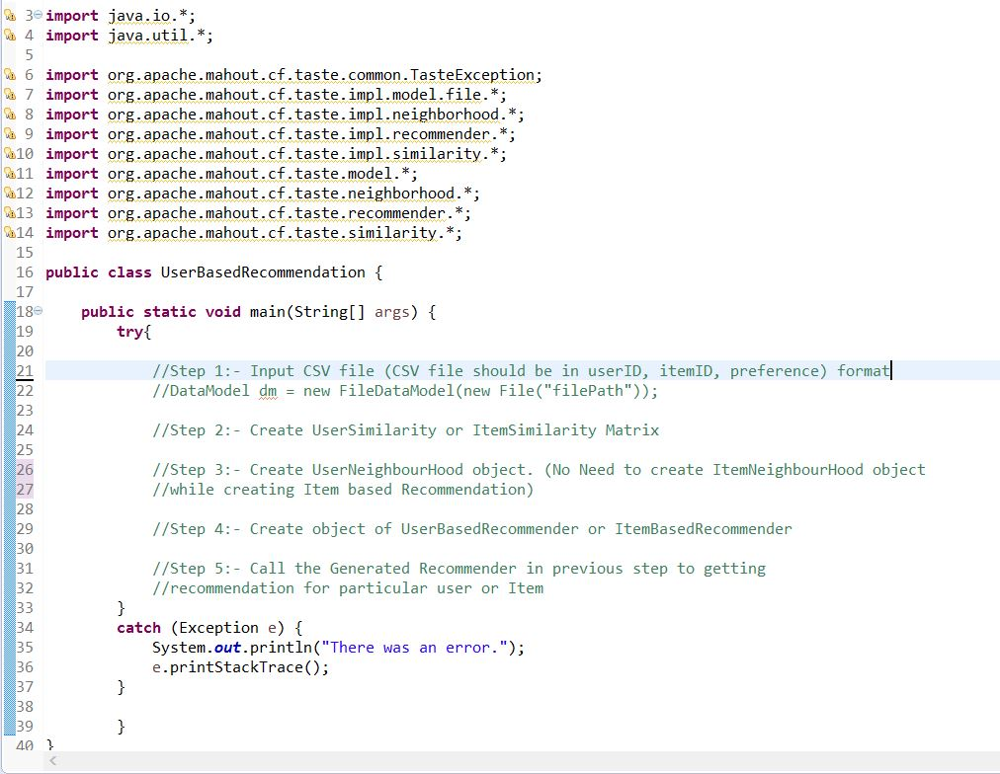 3 import java.io.*;
4 import java.util.*;
5
6 import org.apache.mahout.cf.taste.common.TasteException;
7 import org.apache.mahout.cf.taste.impl.model.file.*;
8 import org.apache.mahout.cf.taste.impl.neighborhood.*;
9 import org.apache.mahout.cf.taste.impl.recommender.*;
10 import org.apache.mahout.cf.taste.impl.similarity.*;
11 import org.apache.mahout.cf.taste.model.*;
12 import org.apache.mahout.cf.taste.neighborhood.*;
13 import org.apache.mahout.cf.taste.recommender.*;
14 import org.apache.mahout.cf.taste.similarity.*;
15
16 public class UserBasedRecommendation {
17
18     public static void main(String[] args) {
19         try{
20
21             //Step 1:- Input CSV file (CSV file should be in userID, itemID, preference) format
22             //DataModel dm = new FileDataModel(new File("filePath"));
23
24             //Step 2:- Create UserSimilarity or ItemSimilarity Matrix
25
26             //Step 3:- Create UserNeighbourHood object. (No Need to create ItemNeighbourHood object
27             //while creating Item based Recommendation)
28
29             //Step 4:- Create object of UserBasedRecommender or ItemBasedRecommender
30
31             //Step 5:- Call the Generated Recommender in previous step to getting
32             //recommendation for particular user or Item
33         }
34         catch (Exception e) {
35             System.out.println("There was an error.");
36             e.printStackTrace();
37         }
38
39         }
40 }